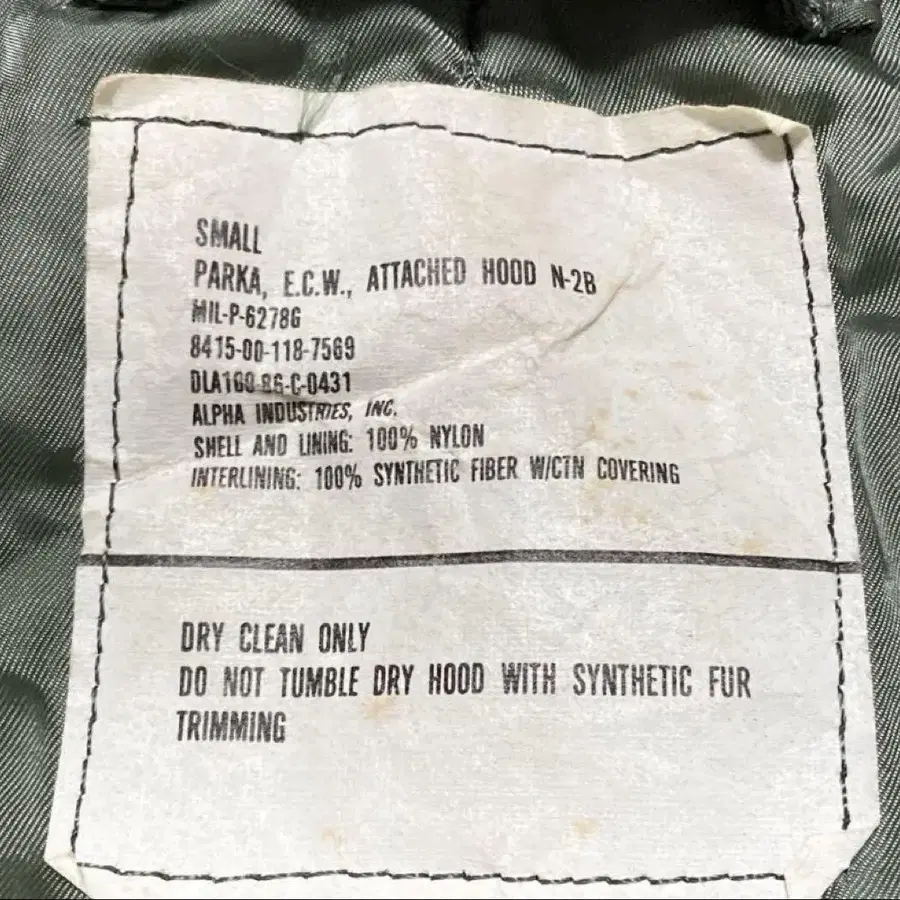 SMALL
PARKA, E.C.W., ATTACHED HOOD N-2B
MIL-P-6278G
8415-00-118-7569
DLA100-86-C-0431
ALPHA INDUSTRIES, INC.
SHELL AND LINING: 100% NYLON
INTERLINING: 100% SYNTHETIC FIBER W/CTN COVERING
DRY CLEAN ONLY
DO NOT TUMBLE DRY HOOD WITH SYNTHETIC FUR
TRIMMING